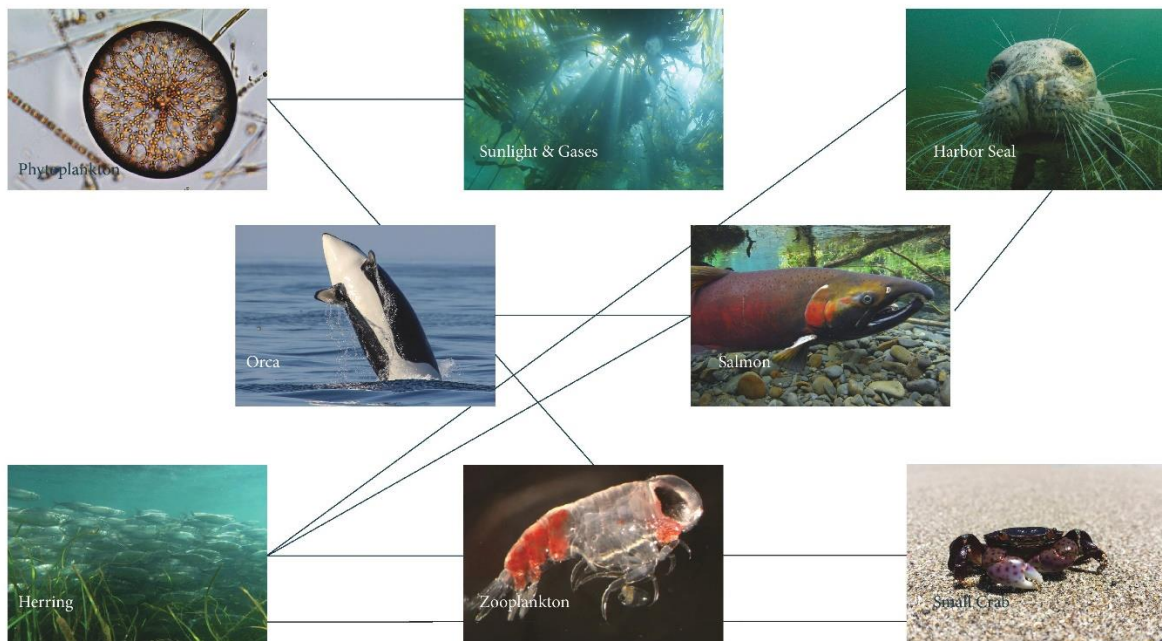 Phytoplankton
Sunlight & Gases
Harbor Seal
Orca
Salmon
Herring
Zooplankton
Small Crab